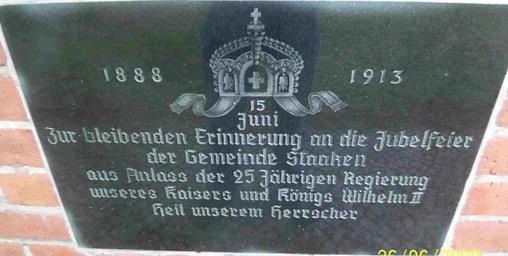 1888 1913
15
Juni
Zur bleibenden Erinnerung an die Jubelfeier
der Gemeinde Staaken
aus Anlass der 25 Jährigen Regierung
unseres Kaisers und Königs Wilhelm II
Heil unserem Herrscher